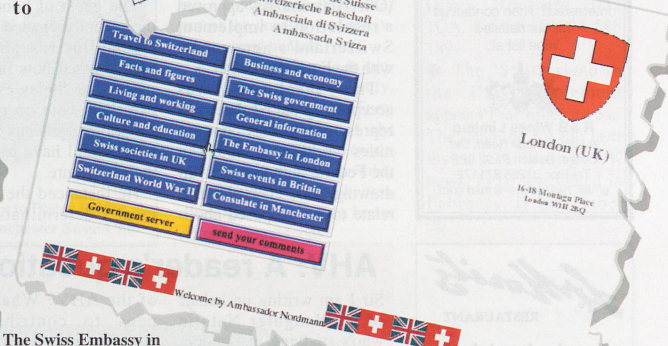 to
Schweizerische Botschaft
Ambasciata di Svizzera
Ambassada Svizra
Travel to Switzerland
Facts and figures
Living and working
Culture and education
Swiss societies in UK
Switzerland World War II
Government server
Business and economy
The Swiss government
General information
The Embassy in London
Swiss events in Britain
Consulate in Manchester
send your comments
London (UK)
16-18 Montagu Place
London W1H 2BQ
Welcome by Ambassador Nordmann
The Swiss Embassy in